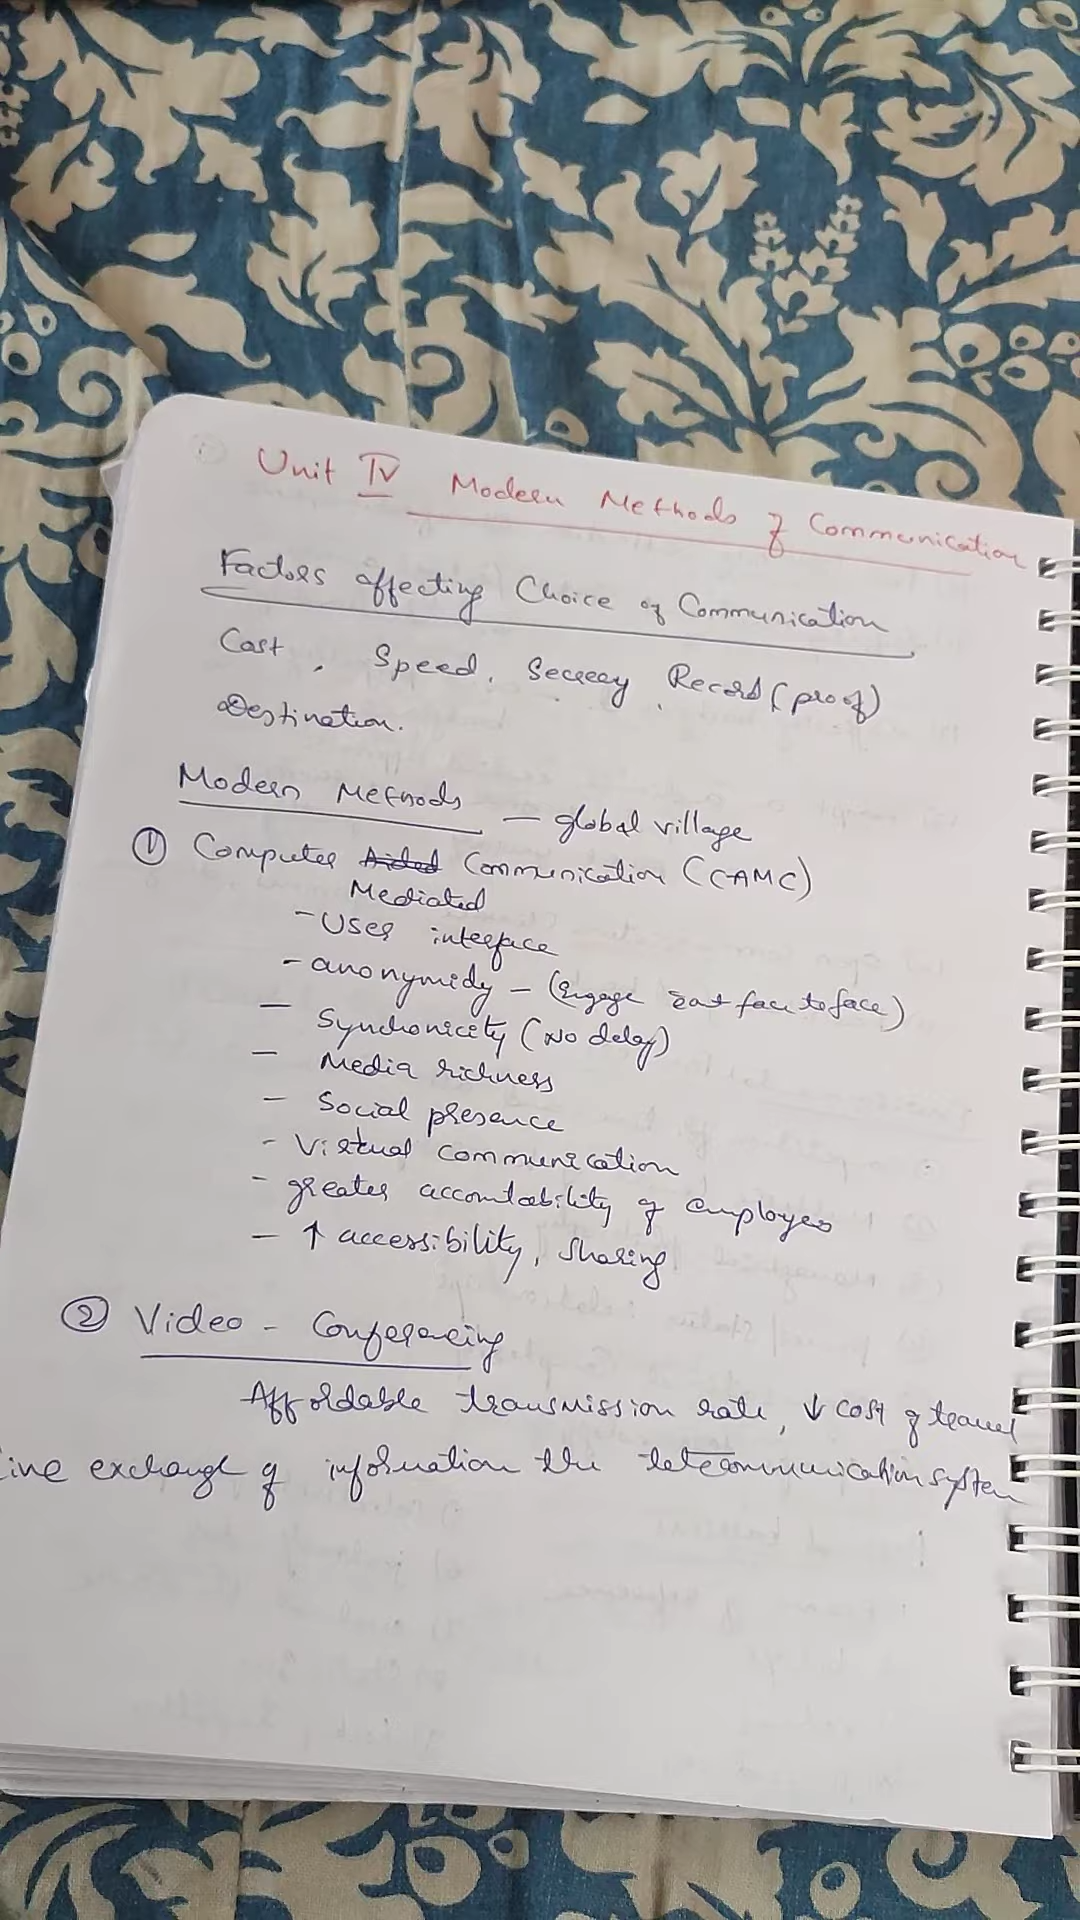 Unit IV Modern Methods of Communication
Factors affecting Choice of Communication
Cost, Speed, Secrecy, Record (proof)
Destination.
Modern Methods — global village
① Computer Aided Communication (CAMC)
Mediated
- User interface
- anonymidy - (Engage face to face)
- Synchonicity (No delay)
- Media richness
- Social presence
- Virtual communication
- greater accountability of employees
- ↑ accessibility, sharing
② Video - Conferencing
Affordable transmission rate, ↓ cost of travel
ive exchange of information thr telecommunication system